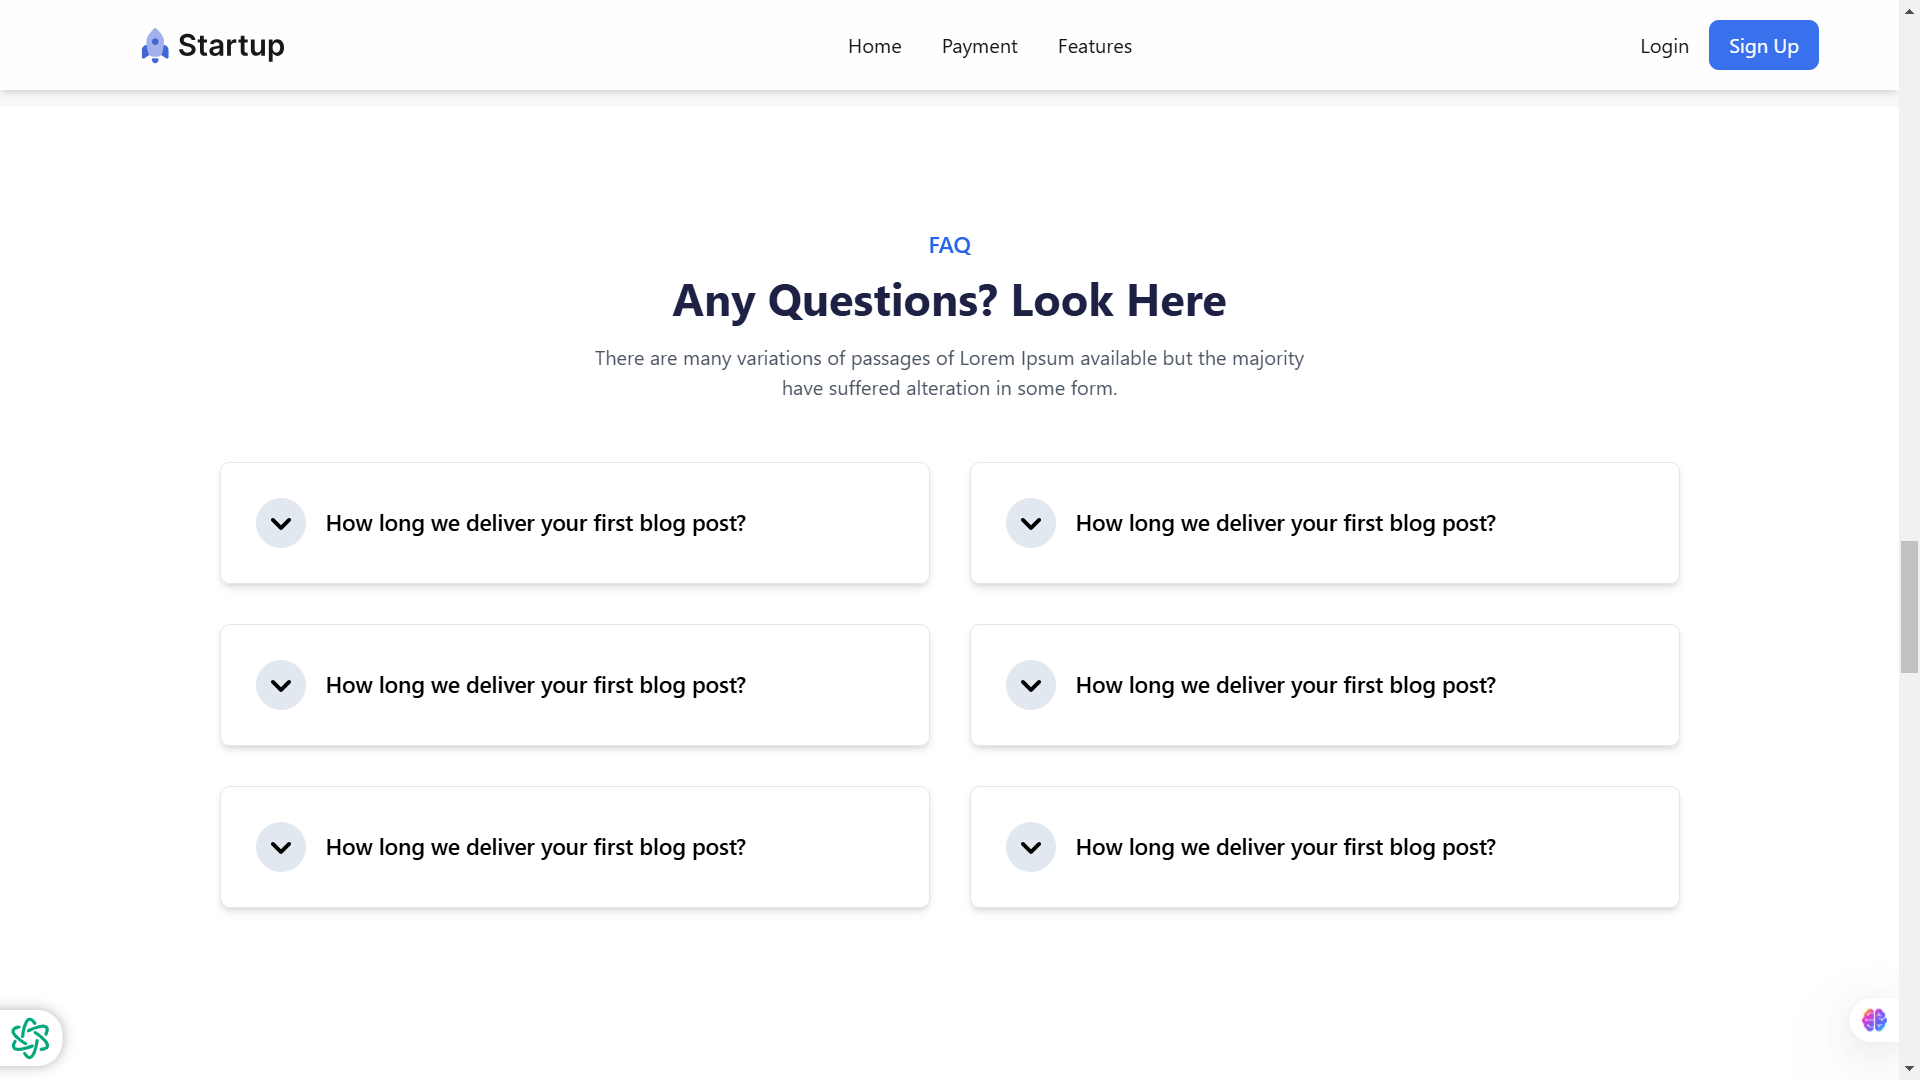 Startup
Home
Payment
Features
Login
Sign Up
FAQ
Any Questions? Look Here
There are many variations of passages of Lorem Ipsum available but the majority
have suffered alteration in some form.
How long we deliver your first blog post?
How long we deliver your first blog post?
How long we deliver your first blog post?
How long we deliver your first blog post?
How long we deliver your first blog post?
How long we deliver your first blog post?